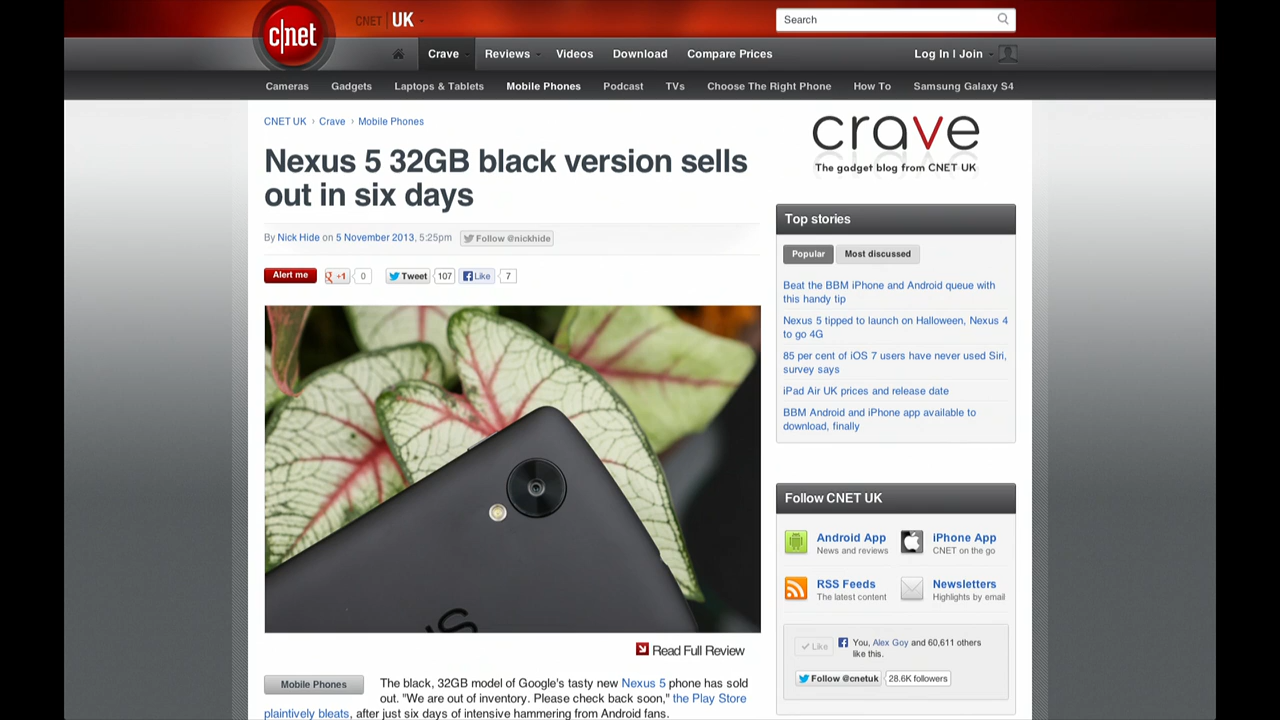 c|net
CNET | UK
Search
Crave Reviews Videos Download Compare Prices
Log In | Join
Cameras Gadgets Laptops & Tablets Mobile Phones Podcast TVs Choose The Right Phone How To Samsung Galaxy S4
CNET UK › Crave › Mobile Phones
Nexus 5 32GB black version sells
out in six days
By Nick Hide on 5 November 2013, 5:25pm
Follow @nickhide
Alert me
+1 0
Tweet 107
Like 7
Read Full Review
Mobile Phones
The black, 32GB model of Google's tasty new Nexus 5 phone has sold
out. "We are out of inventory. Please check back soon," the Play Store
plaintively bleats, after just six days of intensive hammering from Android fans.
crave
The gadget blog from CNET UK
Top stories
Popular Most discussed
Beat the BBM iPhone and Android queue with
this handy tip
Nexus 5 tipped to launch on Halloween, Nexus 4
to go 4G
85 per cent of iOS 7 users have never used Siri,
survey says
iPad Air UK prices and release date
BBM Android and iPhone app available to
download, finally
Follow CNET UK
Android App
News and reviews
iPhone App
CNET on the go
RSS Feeds
The latest content
Newsletters
Highlights by email
Like
You, Alex Goy and 60,611 others
like this.
Follow @cnetuk
28.6K followers